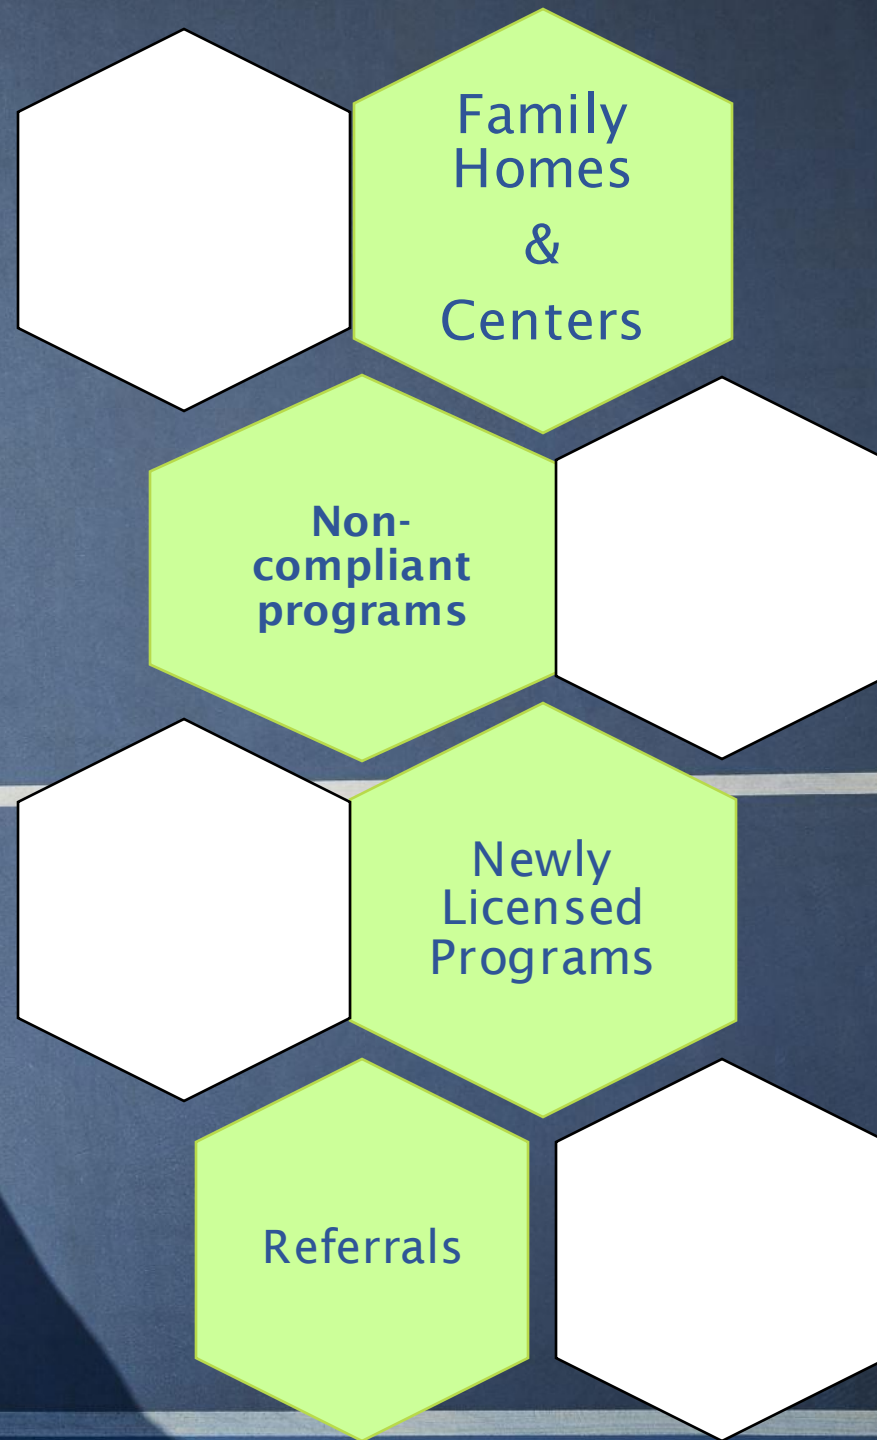 Family
Homes
&
Centers
Non-
compliant
programs
Newly
Licensed
Programs
Referrals